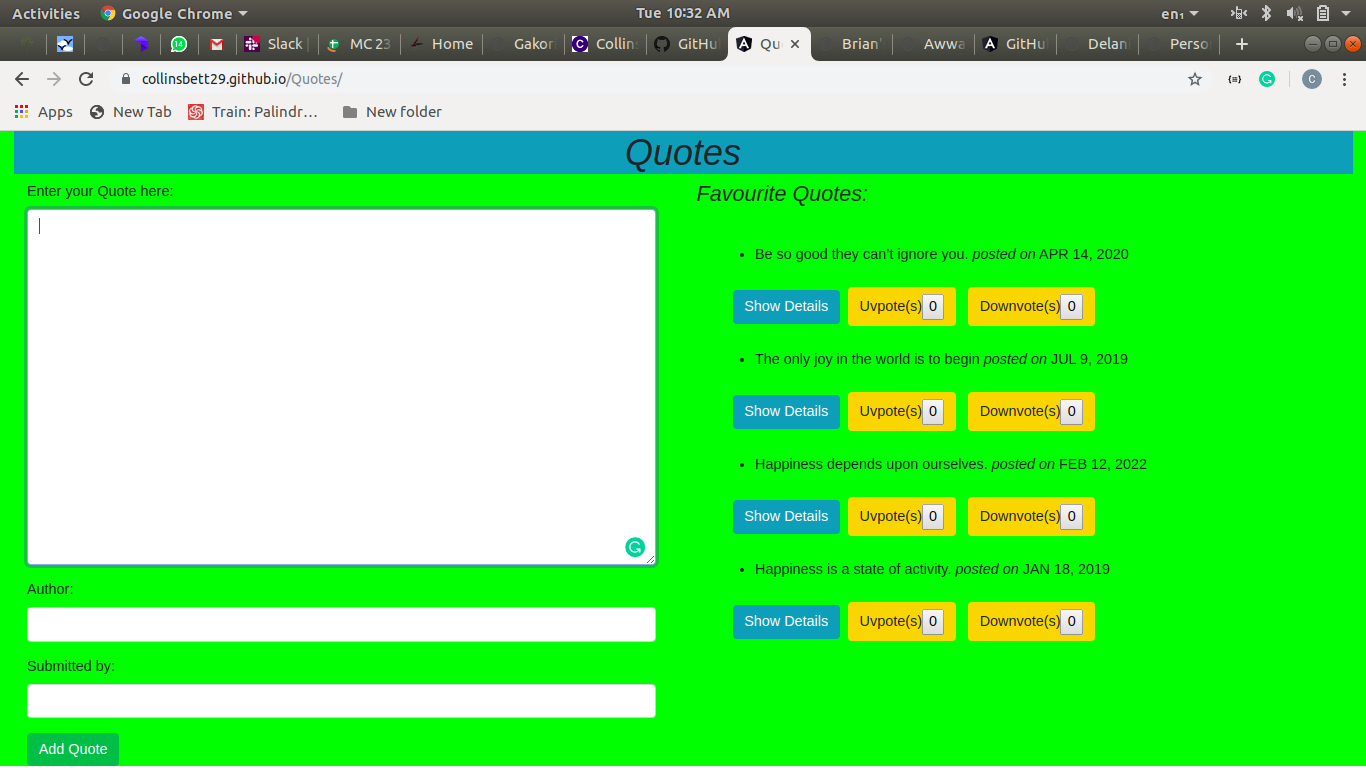 Activities Google Chrome Tue 10:32 AM en₁
14 Slack MC 23 Home Gakor Collins GitHu Qu Brian' Awwa GitHu Delan Perso
collinsbett29.github.io/Quotes/ C
Apps New Tab Train: Palindr… New folder
Quotes
Enter your Quote here:
Author:
Submitted by:
Add Quote
Favourite Quotes:
Be so good they can’t ignore you. posted on APR 14, 2020
Show Details Uvpote(s) 0 Downvote(s) 0
The only joy in the world is to begin posted on JUL 9, 2019
Show Details Uvpote(s) 0 Downvote(s) 0
Happiness depends upon ourselves. posted on FEB 12, 2022
Show Details Uvpote(s) 0 Downvote(s) 0
Happiness is a state of activity. posted on JAN 18, 2019
Show Details Uvpote(s) 0 Downvote(s) 0